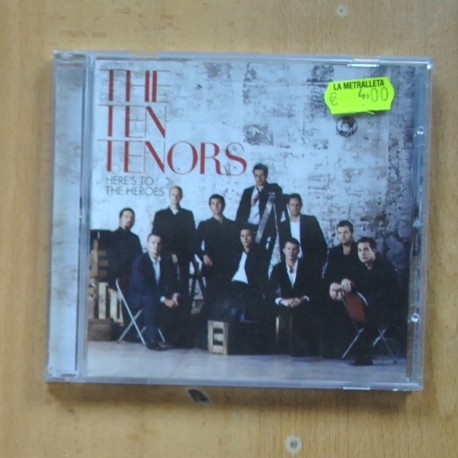 THE
TEN
TENORS
HERE'S TO
THE HEROES
LA METRALLETA
€ 4,00